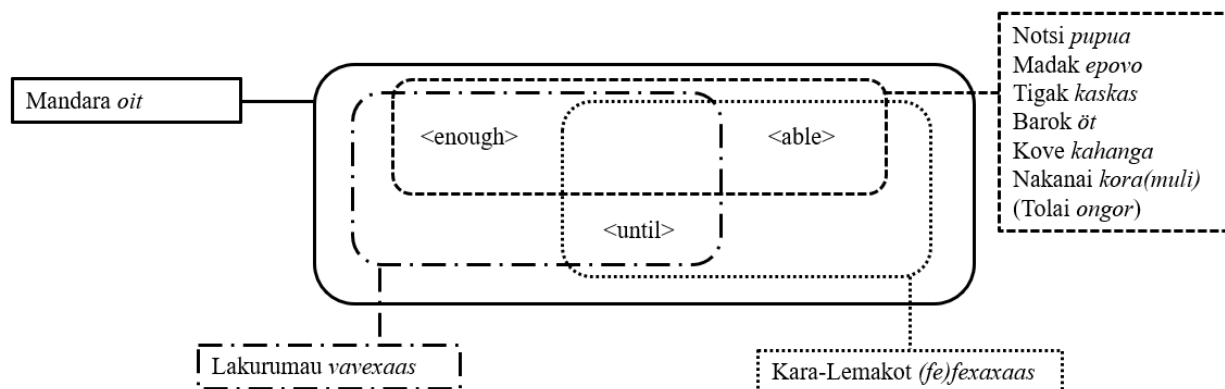 Mandara oit
<enough>
<able>
<until>
Notsi pupua
Madak epovo
Tigak kaskas
Barok öt
Kove kahanga
Nakanai kora(muli)
(Tolai ongor)
Lakurumau vavexaas
Kara-Lemakot (fe)fexaxaas